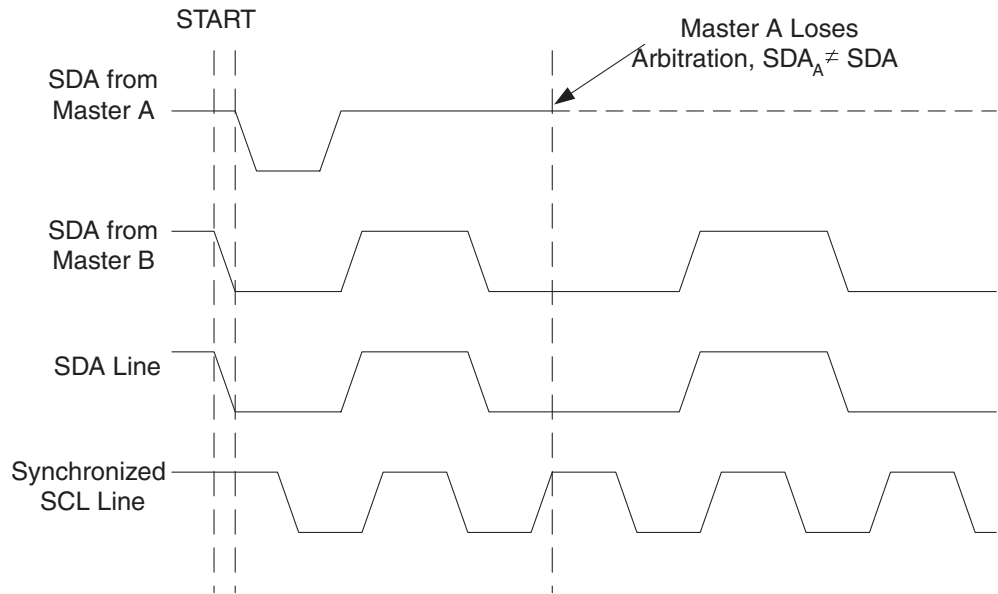 START
Master A Loses
Arbitration, SDA_A ≠ SDA
SDA from
Master A
SDA from
Master B
SDA Line
Synchronized
SCL Line